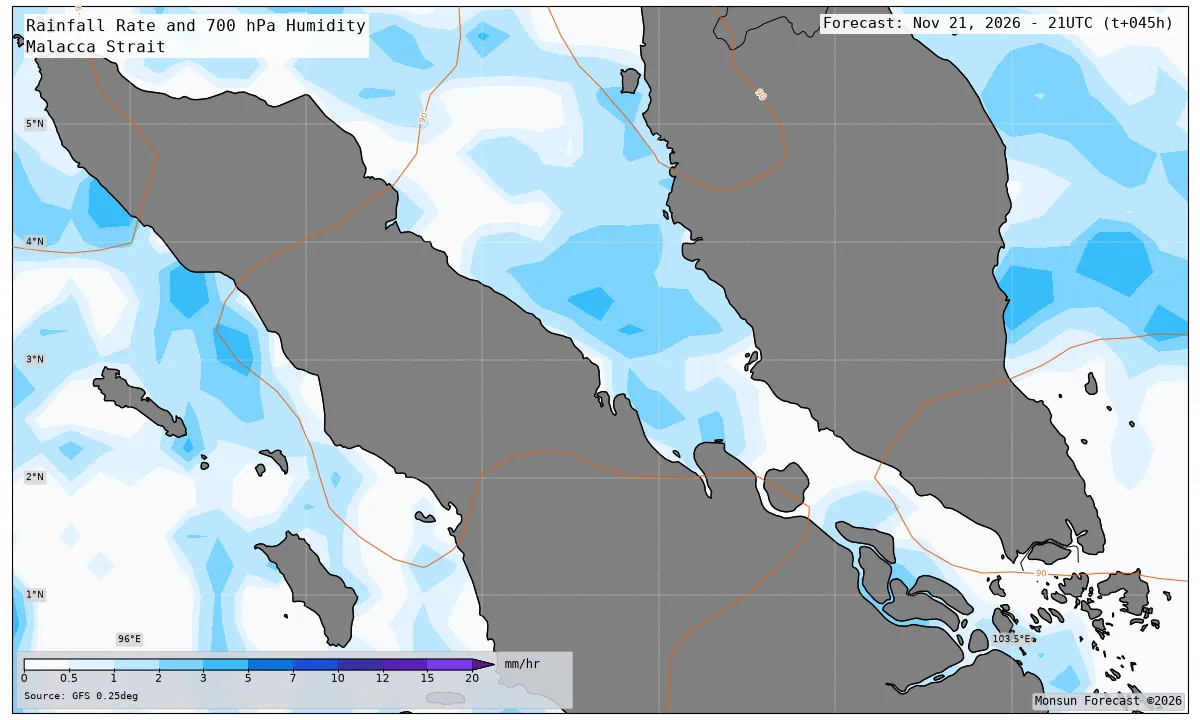 Rainfall Rate and 700 hPa Humidity
Malacca Strait
Forecast: Nov 21, 2026 - 21UTC (t+045h)
90
90
5°N
4°N
3°N
2°N
1°N
90
96°E
103.5°E
mm/hr
0 0.5 1 2 3 5 7 10 12 15 20
Source: GFS 0.25deg
Monsun Forecast ©2026